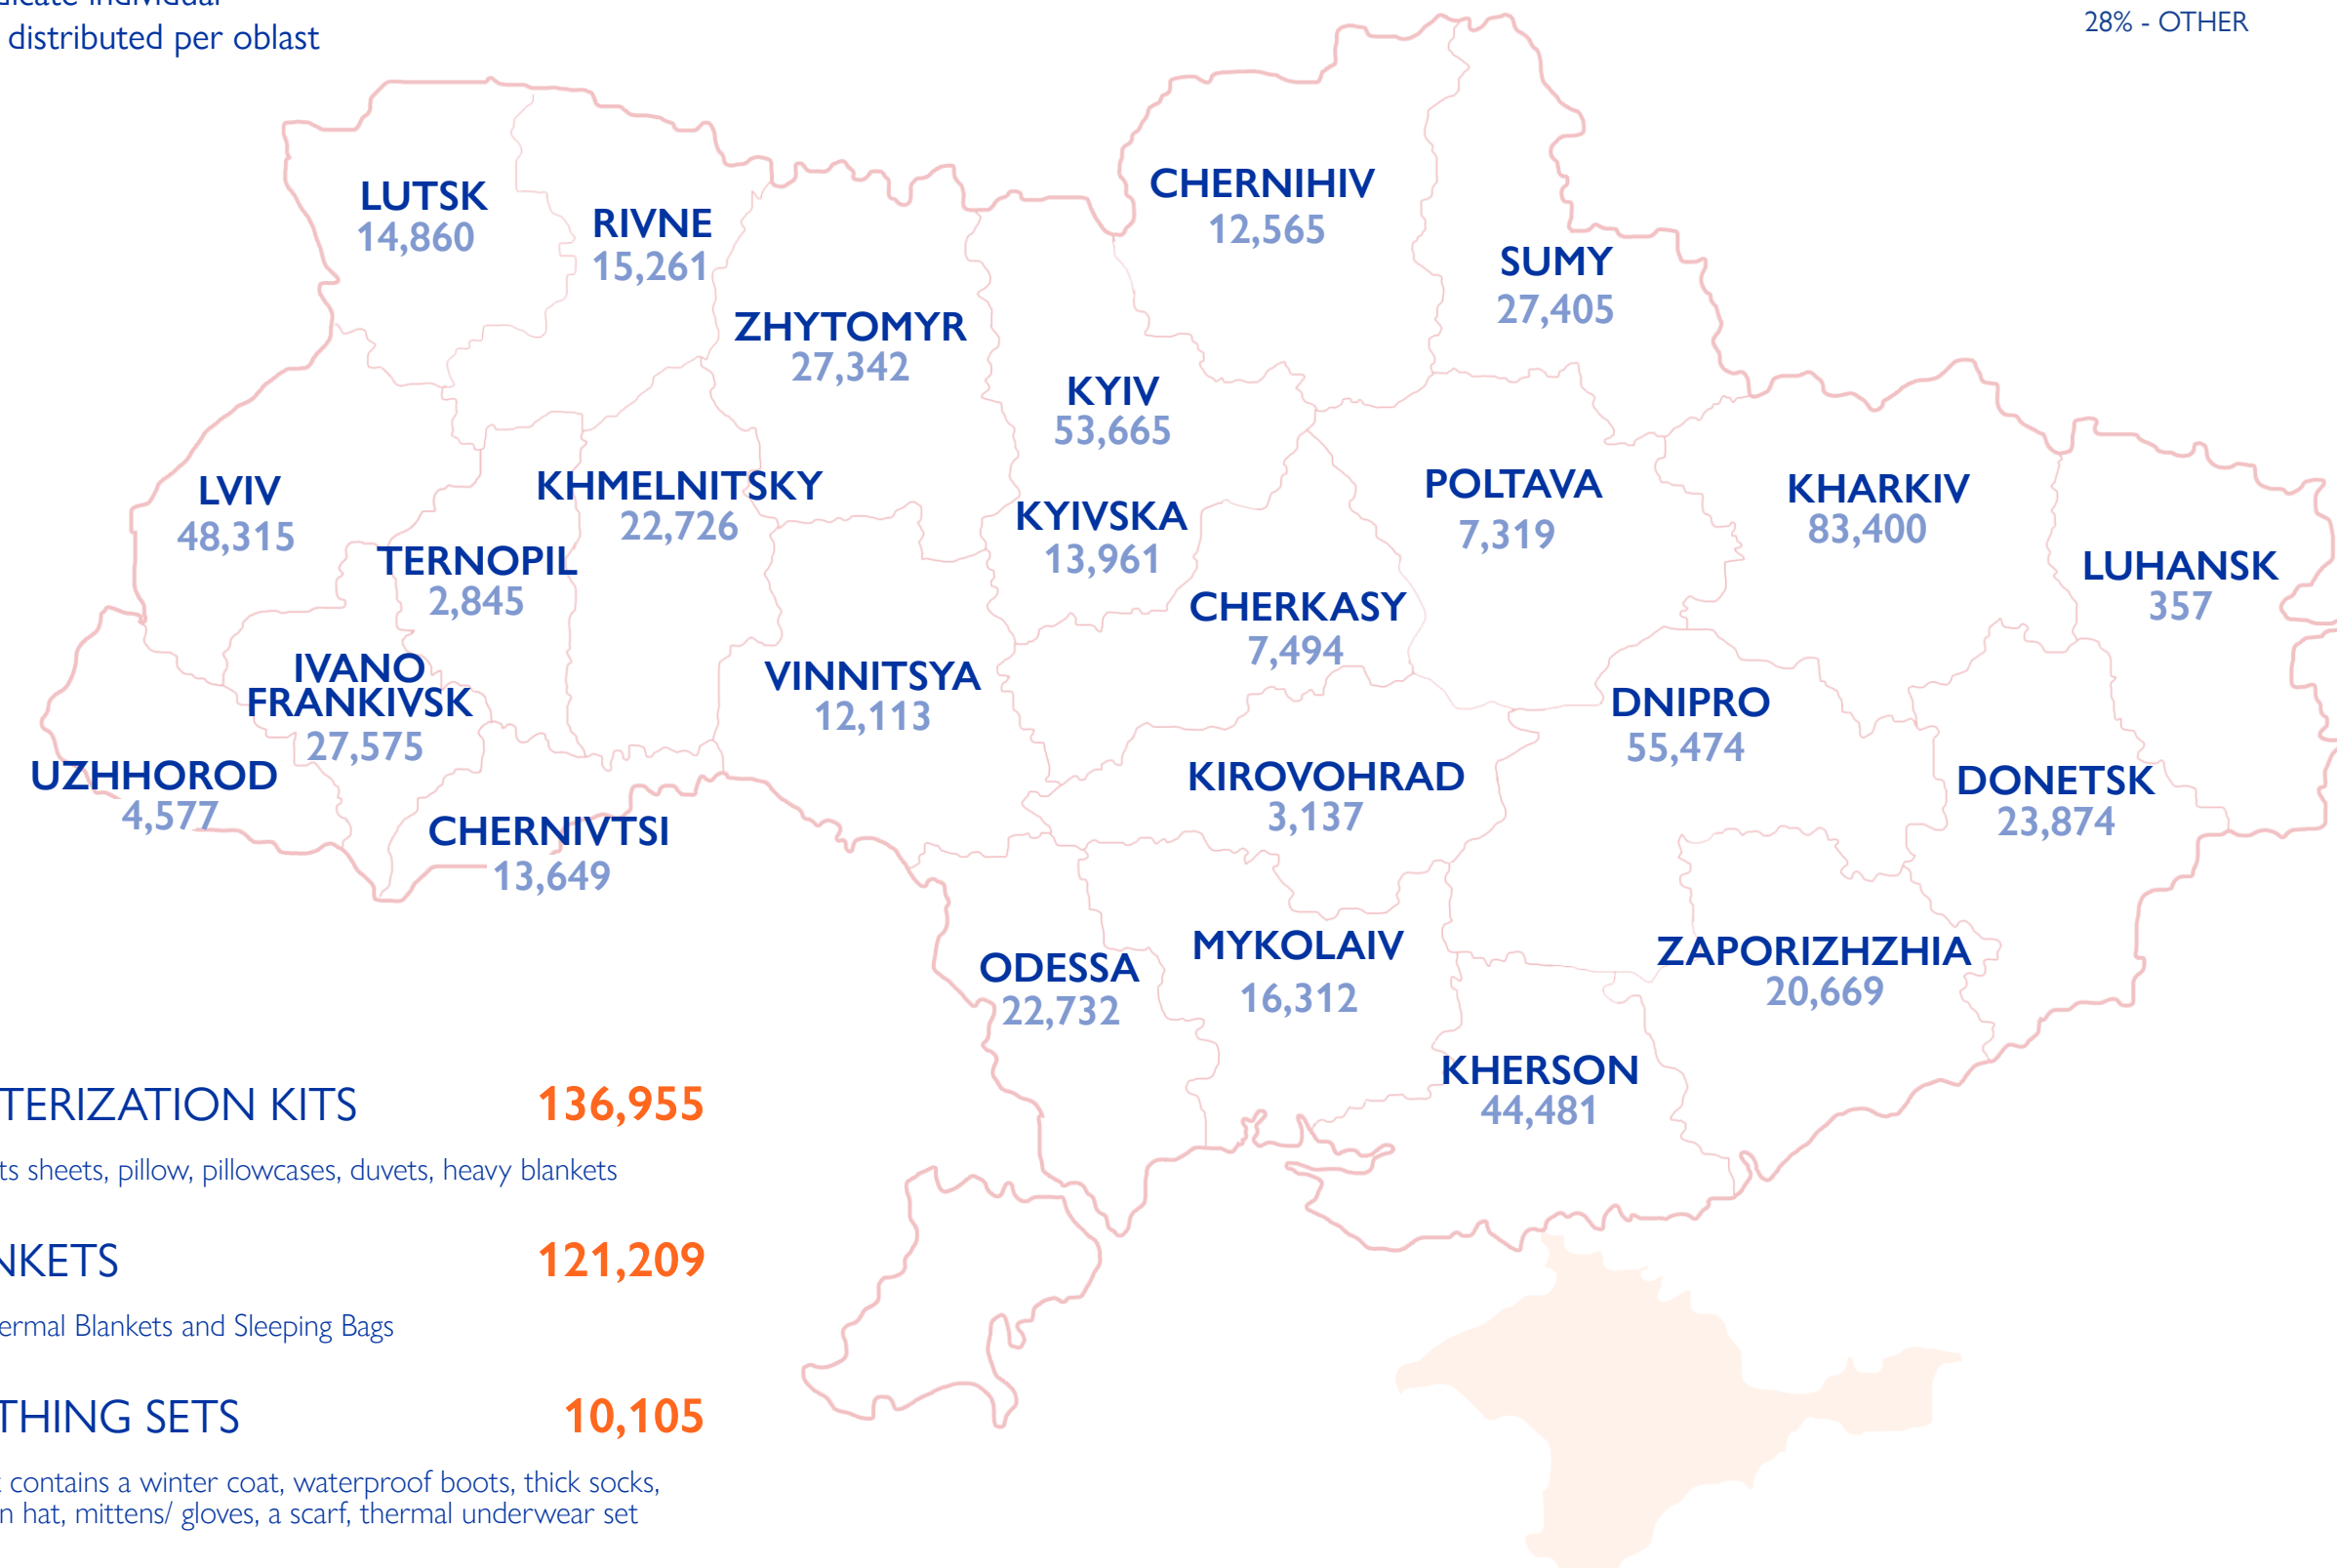 distributed per oblast
28% - OTHER
LUTSK
14,860
RIVNE
15,261
CHERNIHIV
12,565
SUMY
27,405
ZHYTOMYR
27,342
KYIV
53,665
LVIV
48,315
KHMELNITSKY
22,726
KYIVSKA
13,961
POLTAVA
7,319
KHARKIV
83,400
TERNOPIL
2,845
LUHANSK
357
CHERKASY
7,494
IVANO
FRANKIVSK
27,575
VINNITSYA
12,113
DNIPRO
55,474
UZHHOROD
4,577
KIROVOHRAD
3,137
DONETSK
23,874
CHERNIVTSI
13,649
ODESSA
22,732
MYKOLAIV
16,312
ZAPORIZHZHIA
20,669
KHERSON
44,481
TERIZATION KITS 136,955
ts sheets, pillow, pillowcases, duvets, heavy blankets
NKETS 121,209
ermal Blankets and Sleeping Bags
THING SETS 10,105
contains a winter coat, waterproof boots, thick socks,
n hat, mittens/ gloves, a scarf, thermal underwear set